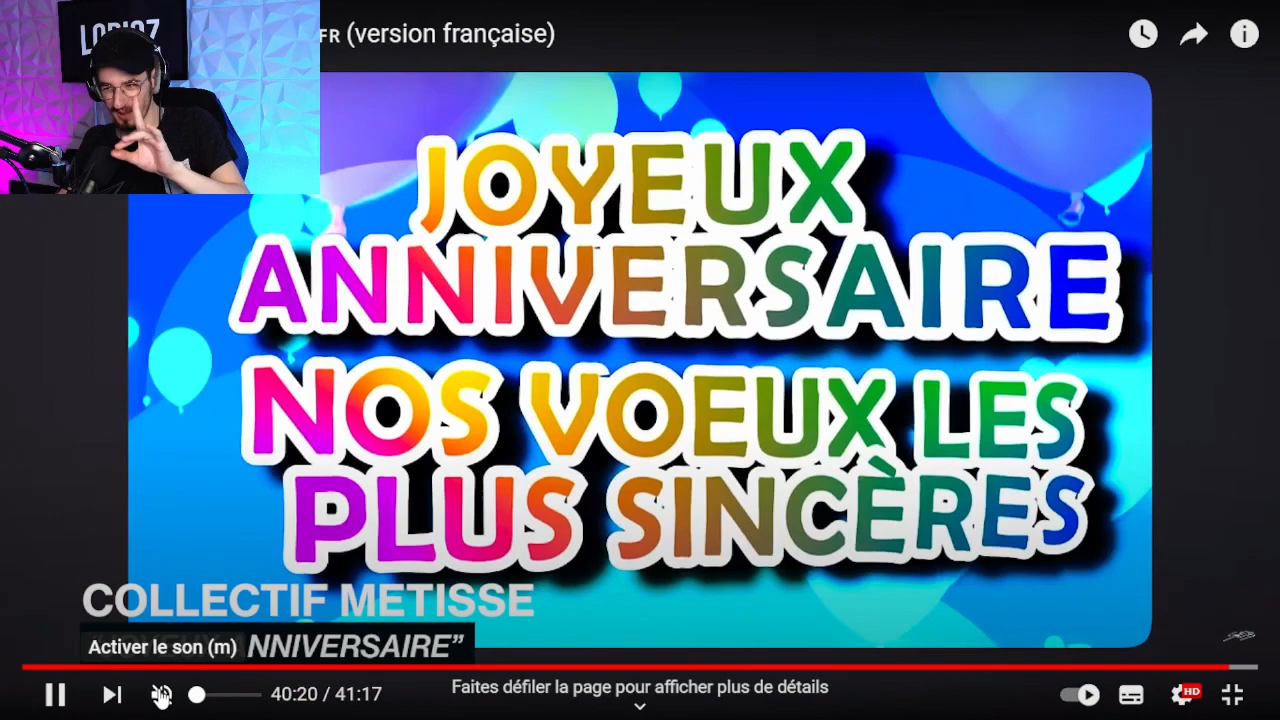 FR (version française)
JOYEUX
ANNIVERSAIRE
NOS VOEUX LES
PLUS SINCÈRES
COLLECTIF METISSE
NNIVERSAIRE”
Activer le son (m)
40:20 / 41:17
Faites défiler la page pour afficher plus de détails
HD